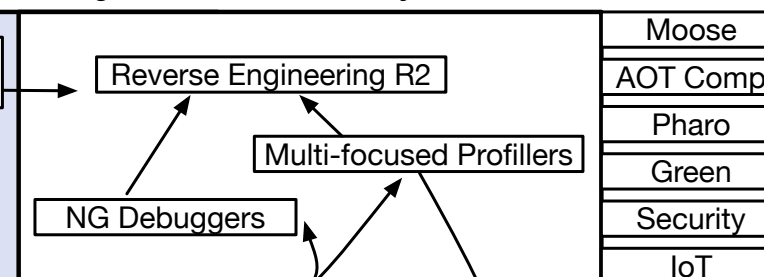 Reverse Engineering R2
Multi-focused Profillers
NG Debuggers
Moose
AOT Comp
Pharo
Green
Security
IoT